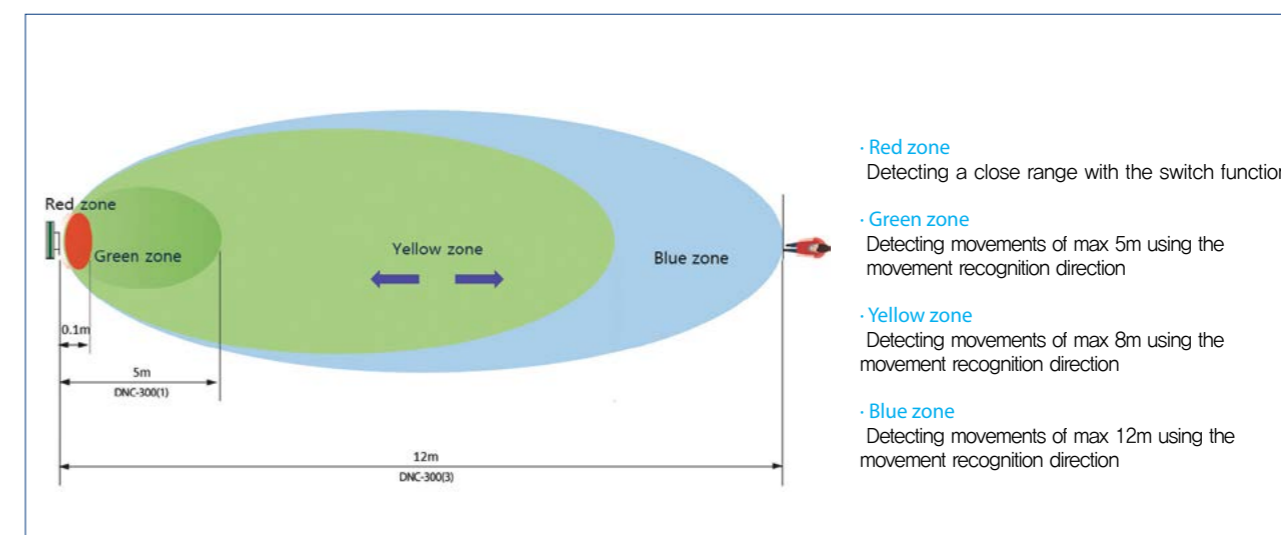 Red zone
Green zone
Yellow zone
Blue zone
0.1m
5m
DNC-300(1)
12m
DNC-300(3)
· Red zone
Detecting a close range with the switch function
· Green zone
Detecting movements of max 5m using the
movement recognition direction
· Yellow zone
Detecting movements of max 8m using the
movement recognition direction
· Blue zone
Detecting movements of max 12m using the
movement recognition direction